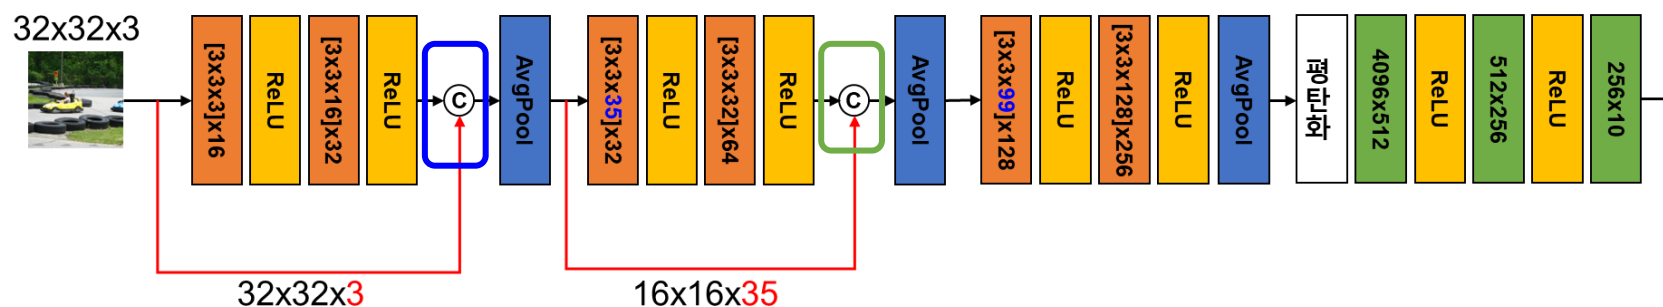 32x32x3
[3x3x3]x16
ReLU
[3x3x16]x32
ReLU
C
AvgPool
[3x3x35]x32
ReLU
[3x3x32]x64
ReLU
C
AvgPool
[3x3x99]x128
ReLU
[3x3x128]x256
ReLU
AvgPool
평탄화
4096x512
ReLU
512x256
ReLU
256x10
32x32x3
16x16x35